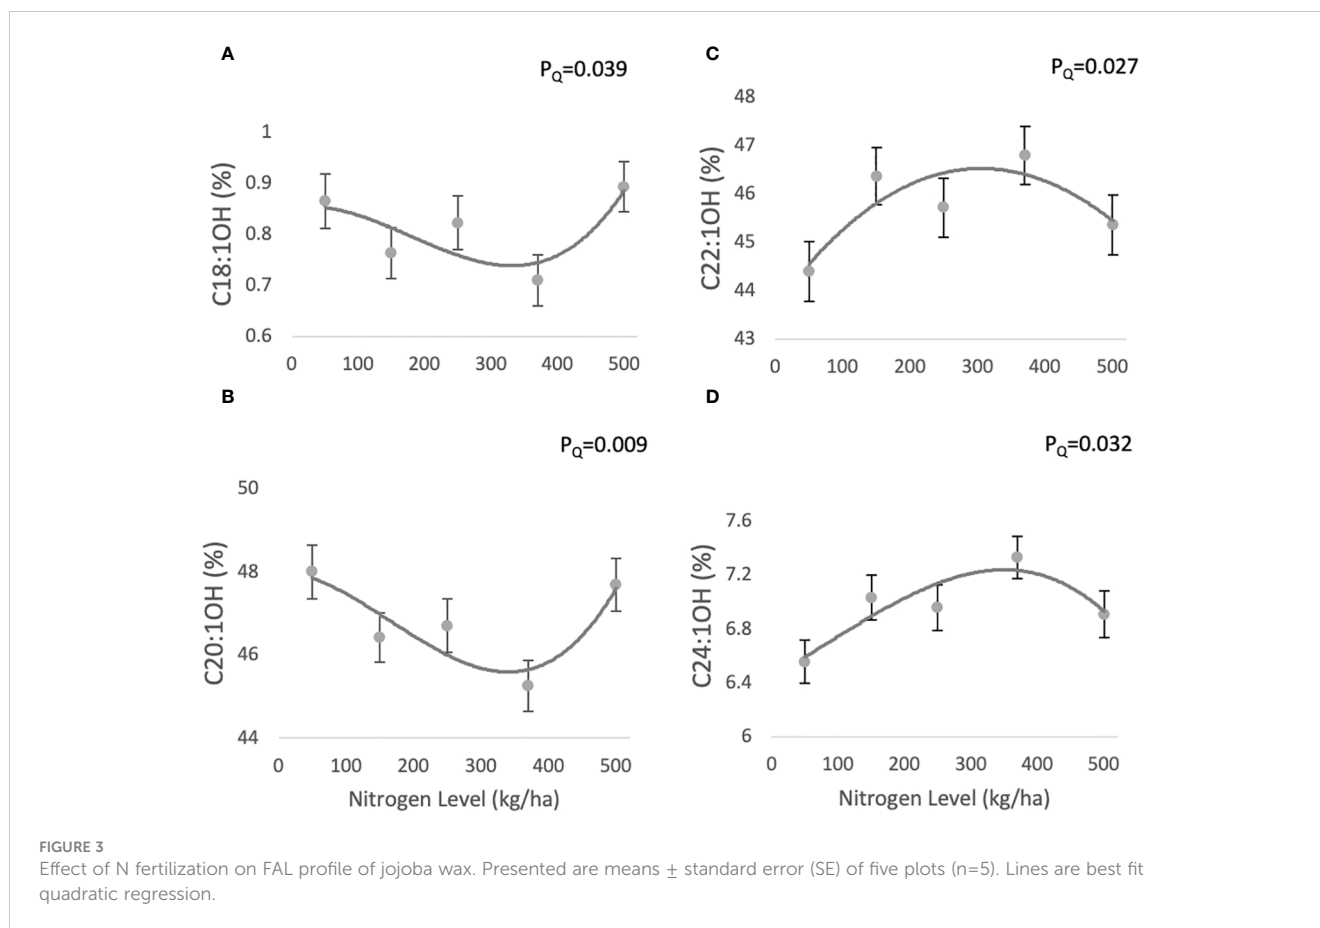 A
P_Q=0.039
C18:1OH (%)
1
0.9
0.8
0.7
0.6
0 100 200 300 400 500
C
P_Q=0.027
C22:1OH (%)
48
47
46
45
44
43
0 100 200 300 400 500
B
P_Q=0.009
C20:1OH (%)
50
48
46
44
0 100 200 300 400 500
Nitrogen Level (kg/ha)
D
P_Q=0.032
C24:1OH (%)
7.6
7.2
6.8
6.4
6
0 100 200 300 400 500
Nitrogen Level (kg/ha)
FIGURE 3
Effect of N fertilization on FAL profile of jojoba wax. Presented are means ± standard error (SE) of five plots (n=5). Lines are best fit
quadratic regression.